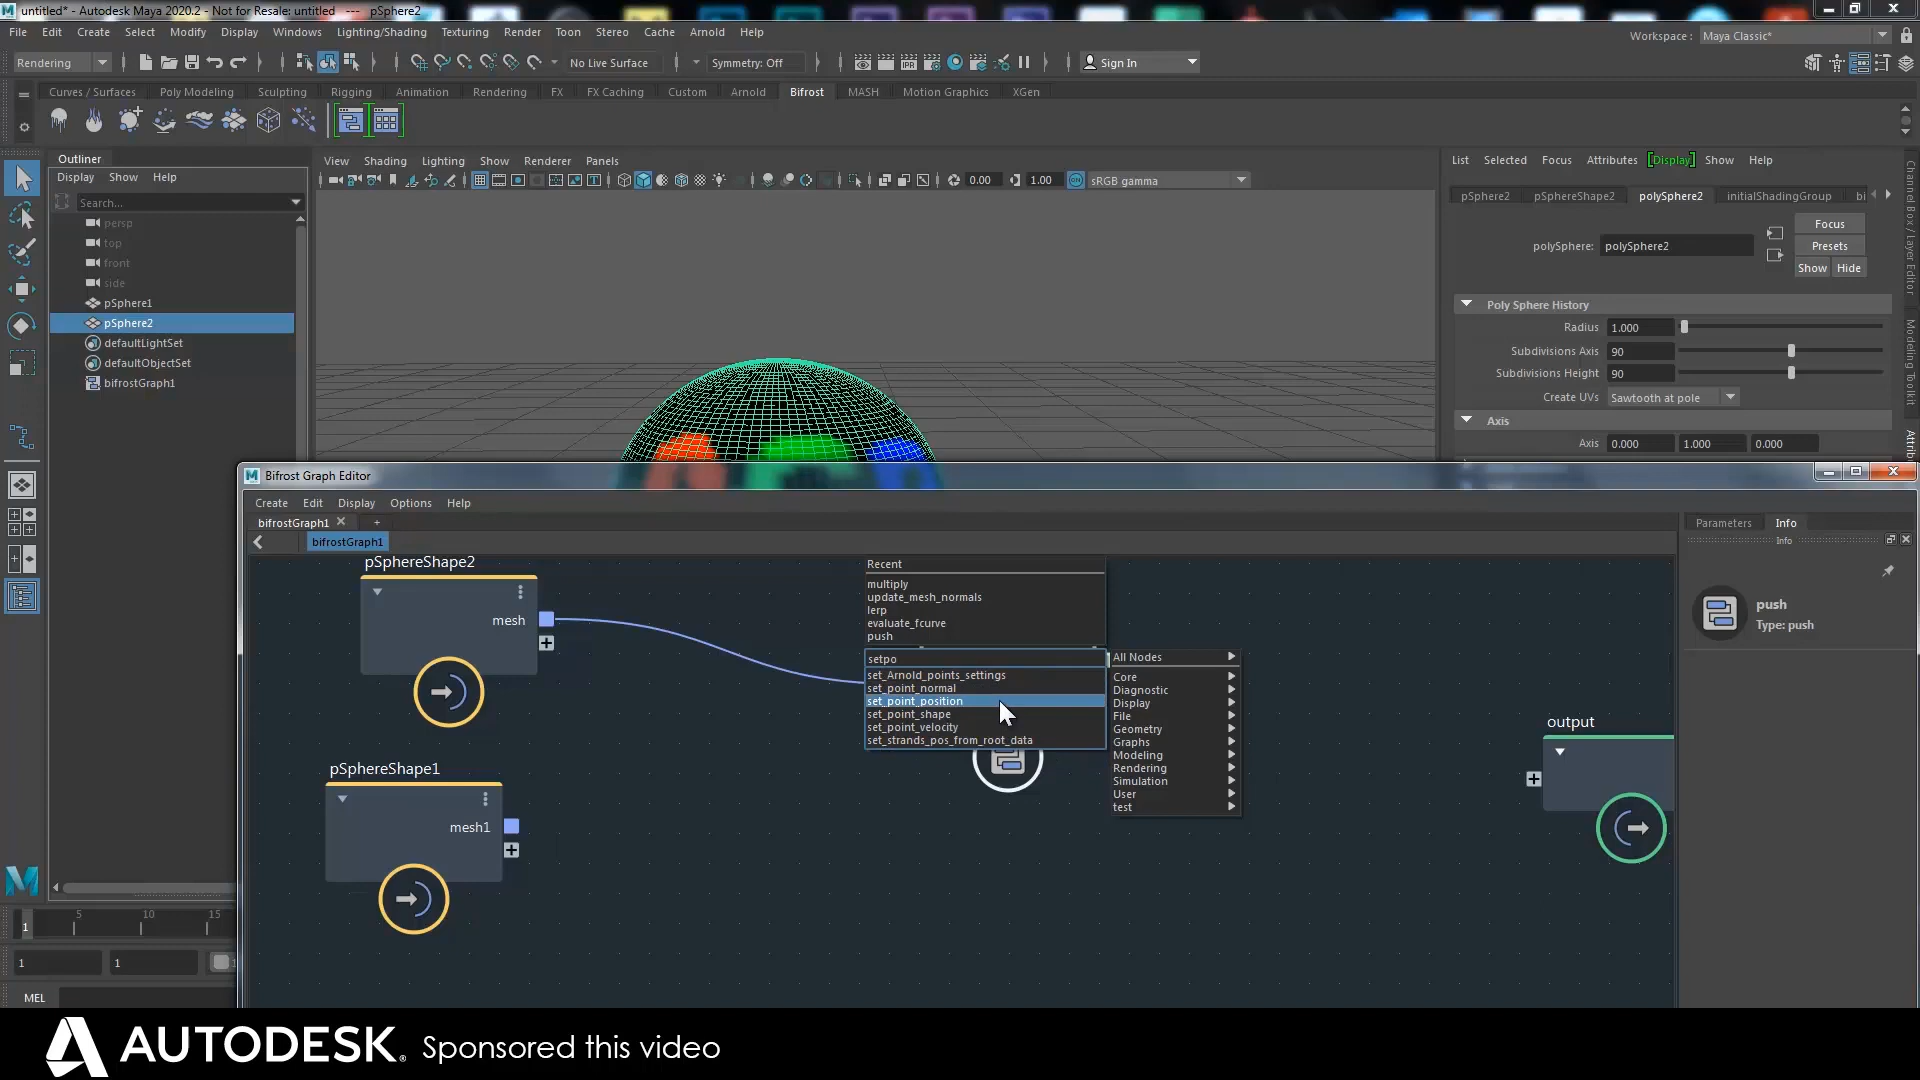 untitled* - Autodesk Maya 2020.2 - Not for Resale: untitled --- pSphere2
File Edit Create Select Modify Display Windows Lighting/Shading Texturing Render Toon Stereo Cache Arnold Help
Workspace : Maya Classic*
Rendering No Live Surface Symmetry: Off IPR Sign In
Curves / Surfaces Poly Modeling Sculpting Rigging Animation Rendering FX FX Caching Custom Arnold Bifrost MASH Motion Graphics XGen
Outliner
Display Show Help
Search...
persp
top
front
side
pSphere1
pSphere2
defaultLightSet
defaultObjectSet
bifrostGraph1
View Shading Lighting Show Renderer Panels
0.00 1.00 sRGB gamma
List Selected Focus Attributes Display Show Help
pSphere2 pSphereShape2 polySphere2 initialShadingGroup bi
polySphere: polySphere2
Focus
Presets
Show Hide
Poly Sphere History
Radius 1.000
Subdivisions Axis 90
Subdivisions Height 90
Create UVs Sawtooth at pole
Axis
Axis 0.000 1.000 0.000
Channel Box / Layer Editor
Modeling Toolkit
Bifrost Graph Editor
Create Edit Display Options Help
bifrostGraph1 +
bifrostGraph1
pSphereShape2
mesh
pSphereShape1
mesh1
Recent
multiply
update_mesh_normals
lerp
evaluate_fcurve
push
setpo
set_Arnold_points_settings
set_point_normal
set_point_position
set_point_shape
set_point_velocity
set_strands_pos_from_root_data
All Nodes
Core
Diagnostic
Display
File
Geometry
Graphs
Modeling
Rendering
Simulation
User
test
output
Parameters Info
Info
push
Type: push
1 5 10 15
1 1 1
MEL
AUTODESK. Sponsored this video